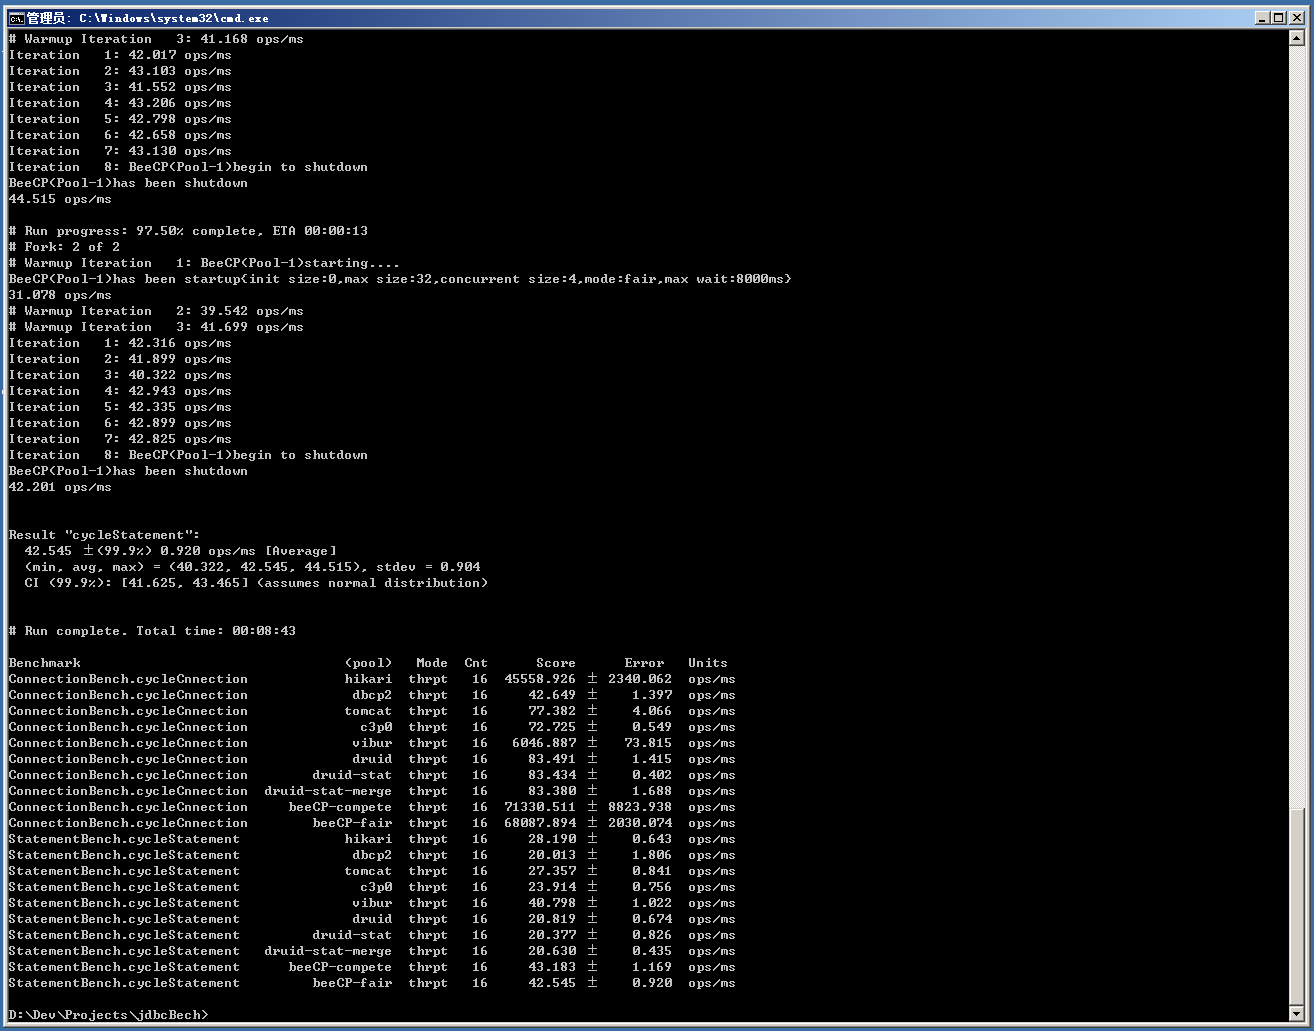 管理员: C:\Windows\system32\cmd.exe
# Warmup Iteration   3: 41.168 ops/ms
Iteration   1: 42.017 ops/ms
Iteration   2: 43.103 ops/ms
Iteration   3: 41.552 ops/ms
Iteration   4: 43.206 ops/ms
Iteration   5: 42.798 ops/ms
Iteration   6: 42.658 ops/ms
Iteration   7: 43.130 ops/ms
Iteration   8: BeeCP(Pool-1)begin to shutdown
BeeCP(Pool-1)has been shutdown
44.515 ops/ms
# Run progress: 97.50% complete, ETA 00:00:13
# Fork: 2 of 2
# Warmup Iteration   1: BeeCP(Pool-1)starting....
BeeCP(Pool-1)has been startup{init size:0,max size:32,concurrent size:4,mode:fair,max wait:8000ms}
31.078 ops/ms
# Warmup Iteration   2: 39.542 ops/ms
# Warmup Iteration   3: 41.699 ops/ms
Iteration   1: 42.316 ops/ms
Iteration   2: 41.899 ops/ms
Iteration   3: 40.322 ops/ms
Iteration   4: 42.943 ops/ms
Iteration   5: 42.335 ops/ms
Iteration   6: 42.899 ops/ms
Iteration   7: 42.825 ops/ms
Iteration   8: BeeCP(Pool-1)begin to shutdown
BeeCP(Pool-1)has been shutdown
42.201 ops/ms
Result "cycleStatement":
  42.545 ±(99.9%) 0.920 ops/ms [Average]
  (min, avg, max) = (40.322, 42.545, 44.515), stdev = 0.904
  CI (99.9%): [41.625, 43.465] (assumes normal distribution)
# Run complete. Total time: 00:08:43
Benchmark                                 (pool)   Mode  Cnt      Score      Error   Units
ConnectionBench.cycleCnnection            hikari  thrpt   16  45558.926 ± 2340.062  ops/ms
ConnectionBench.cycleCnnection             dbcp2  thrpt   16     42.649 ±    1.397  ops/ms
ConnectionBench.cycleCnnection            tomcat  thrpt   16     77.382 ±    4.066  ops/ms
ConnectionBench.cycleCnnection              c3p0  thrpt   16     72.725 ±    0.549  ops/ms
ConnectionBench.cycleCnnection             vibur  thrpt   16   6046.887 ±   73.815  ops/ms
ConnectionBench.cycleCnnection             druid  thrpt   16     83.491 ±    1.415  ops/ms
ConnectionBench.cycleCnnection        druid-stat  thrpt   16     83.434 ±    0.402  ops/ms
ConnectionBench.cycleCnnection  druid-stat-merge  thrpt   16     83.380 ±    1.688  ops/ms
ConnectionBench.cycleCnnection     beeCP-compete  thrpt   16  71330.511 ± 8823.938  ops/ms
ConnectionBench.cycleCnnection        beeCP-fair  thrpt   16  68087.894 ± 2030.074  ops/ms
StatementBench.cycleStatement             hikari  thrpt   16     28.190 ±    0.643  ops/ms
StatementBench.cycleStatement              dbcp2  thrpt   16     20.013 ±    1.806  ops/ms
StatementBench.cycleStatement             tomcat  thrpt   16     27.357 ±    0.841  ops/ms
StatementBench.cycleStatement               c3p0  thrpt   16     23.914 ±    0.756  ops/ms
StatementBench.cycleStatement              vibur  thrpt   16     40.798 ±    1.022  ops/ms
StatementBench.cycleStatement              druid  thrpt   16     20.819 ±    0.674  ops/ms
StatementBench.cycleStatement         druid-stat  thrpt   16     20.377 ±    0.826  ops/ms
StatementBench.cycleStatement   druid-stat-merge  thrpt   16     20.630 ±    0.435  ops/ms
StatementBench.cycleStatement      beeCP-compete  thrpt   16     43.183 ±    1.169  ops/ms
StatementBench.cycleStatement         beeCP-fair  thrpt   16     42.545 ±    0.920  ops/ms
D:\Dev\Projects\jdbcBech>